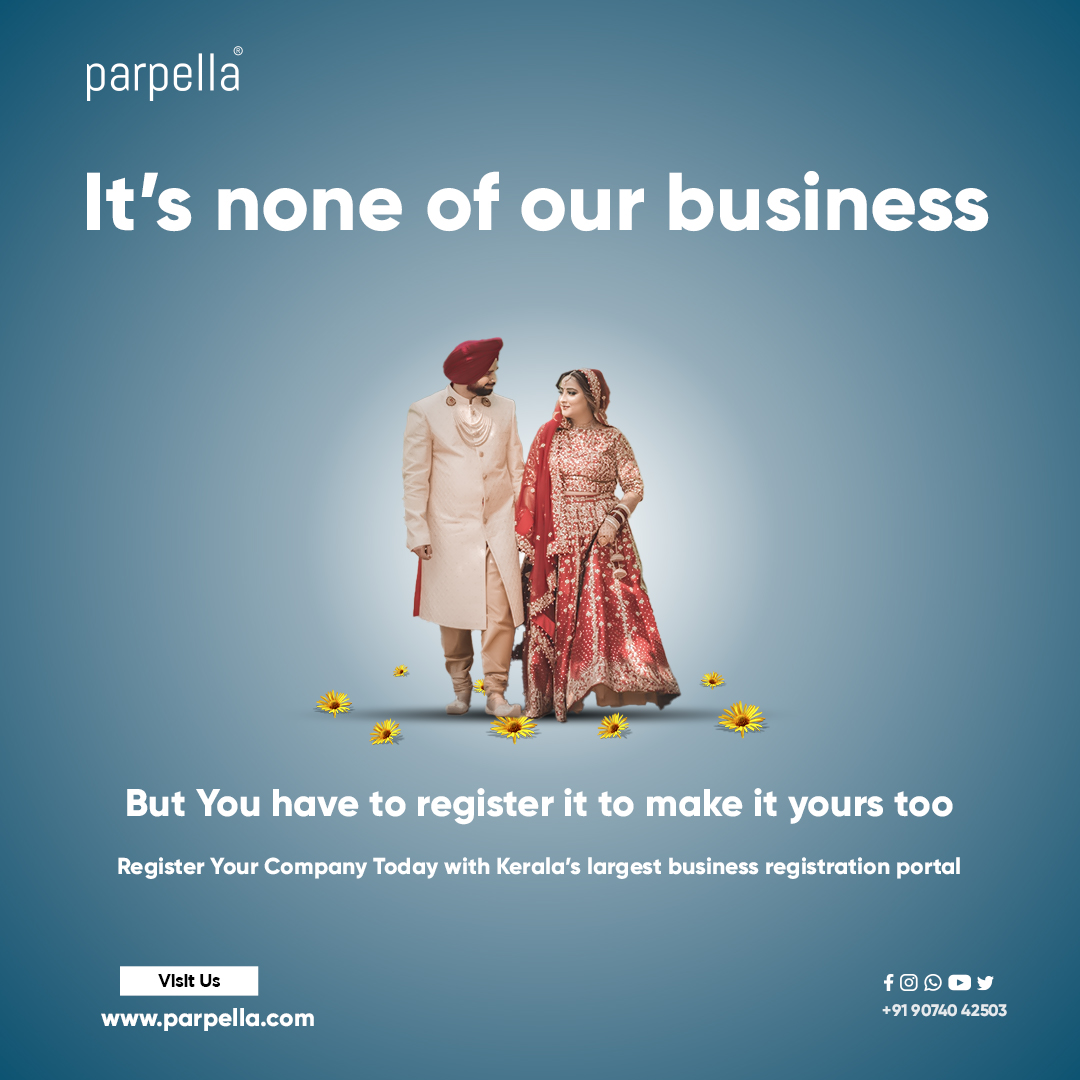 parpella®
It's none of our business
But You have to register it to make it yours too
Register Your Company Today with Kerala's largest business registration portal
Visit Us
www.parpella.com
+91 90740 42503